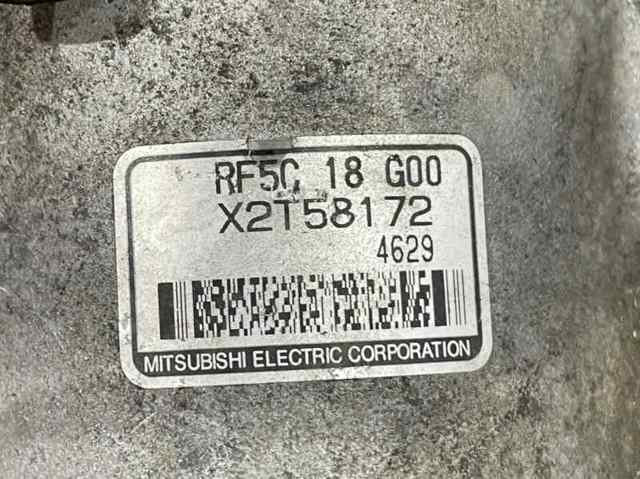 RF5C 18 G00
X2T58172
4629
MITSUBISHI ELECTRIC CORPORATION